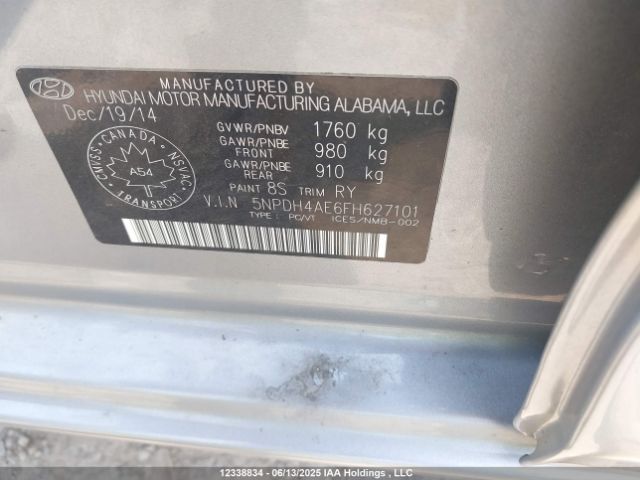 MANUFACTURED BY
HYUNDAI MOTOR MANUFACTURING ALABAMA, LLC
Dec/19/14
GVWR/PNBV 1760 kg
GAWR/PNBE FRONT 980 kg
GAWR/PNBE REAR 910 kg
PAINT 8S TRIM RY
V.I.N 5NPDH4AE6FH627101
TYPE : PC/VT ICES/NMB-002
CANADA
CMVSS NSVAC
A54
TRANSPORT
12338834 - 06/13/2025 IAA Holdings , LLC